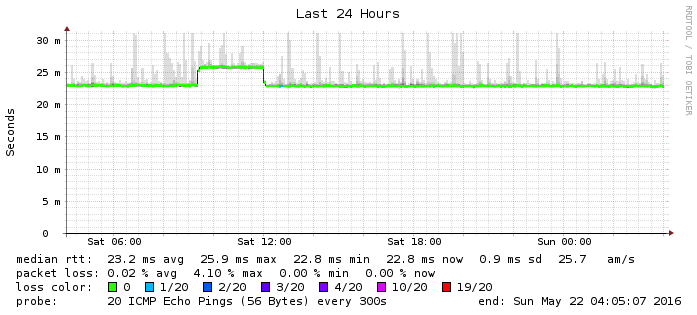 Last 24 Hours
RRDTOOL / TOBI OETIKER
Seconds
30 m
25 m
20 m
15 m
10 m
5 m
0
Sat 06:00 Sat 12:00 Sat 18:00 Sun 00:00
median rtt: 23.2 ms avg 25.9 ms max 22.8 ms min 22.8 ms now 0.9 ms sd 25.7 am/s
packet loss: 0.02 % avg 4.10 % max 0.00 % min 0.00 % now
loss color: 0 1/20 2/20 3/20 4/20 10/20 19/20
probe: 20 ICMP Echo Pings (56 Bytes) every 300s end: Sun May 22 04:05:07 2016